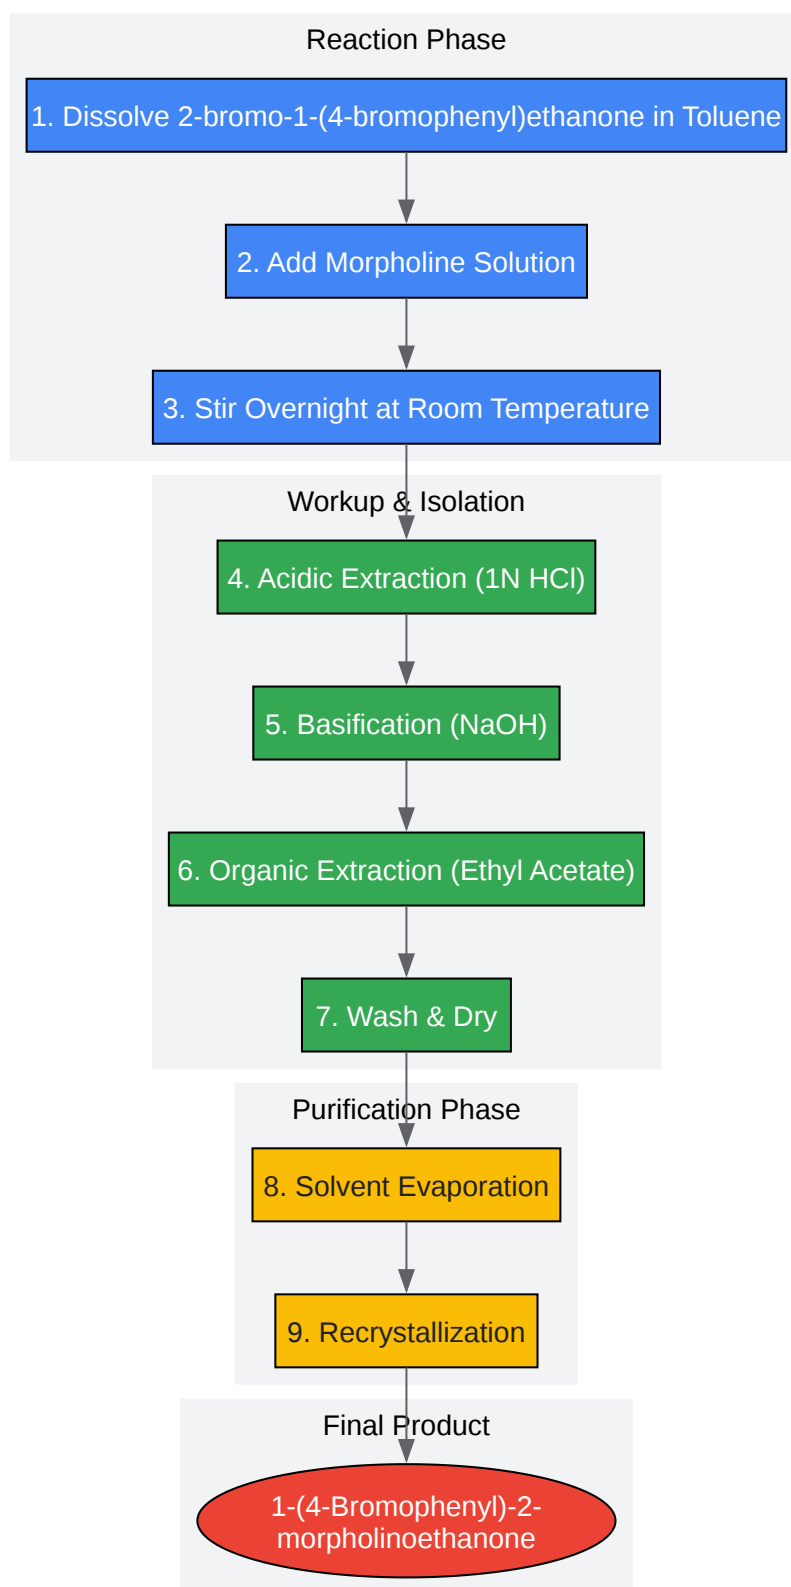 Reaction Phase
1. Dissolve 2-bromo-1-(4-bromophenyl)ethanone in Toluene
2. Add Morpholine Solution
3. Stir Overnight at Room Temperature
Workup & Isolation
4. Acidic Extraction (1N HCl)
5. Basification (NaOH)
6. Organic Extraction (Ethyl Acetate)
7. Wash & Dry
Purification Phase
8. Solvent Evaporation
9. Recrystallization
Final Product
1-(4-Bromophenyl)-2-
morpholinoethanone